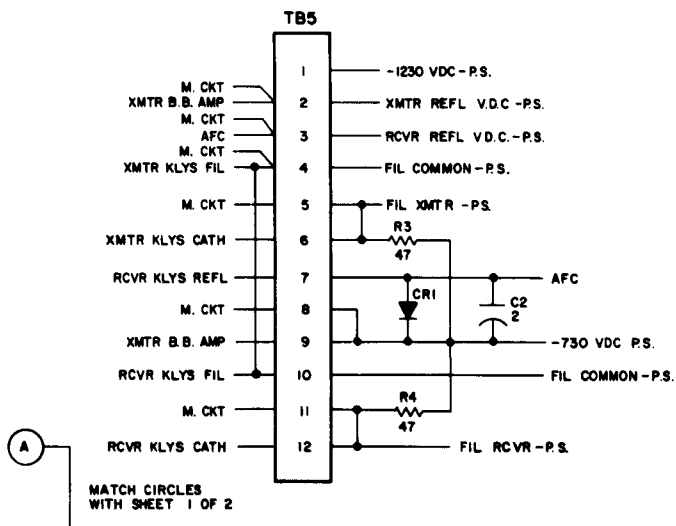 TB5
1
-1230 VDC-P.S.
M. CKT
XMTR B.B. AMP
2
XMTR REFL V.D.C-P.S.
M. CKT
AFC
3
RCVR REFL V.D.C.-P.S.
M. CKT
XMTR KLYS FIL
4
FIL COMMON-P.S.
M. CKT
5
FIL XMTR -P.S.
R3
47
XMTR KLYS CATH
6
RCVR KLYS REFL
7
AFC
CR1
C2
2
M. CKT
8
XMTR B.B. AMP
9
-730 VDC P.S.
RCVR KLYS FIL
10
FIL COMMON-P.S.
R4
47
M. CKT
11
RCVR KLYS CATH
12
FIL RCVR-P.S.
A
MATCH CIRCLES
WITH SHEET 1 OF 2